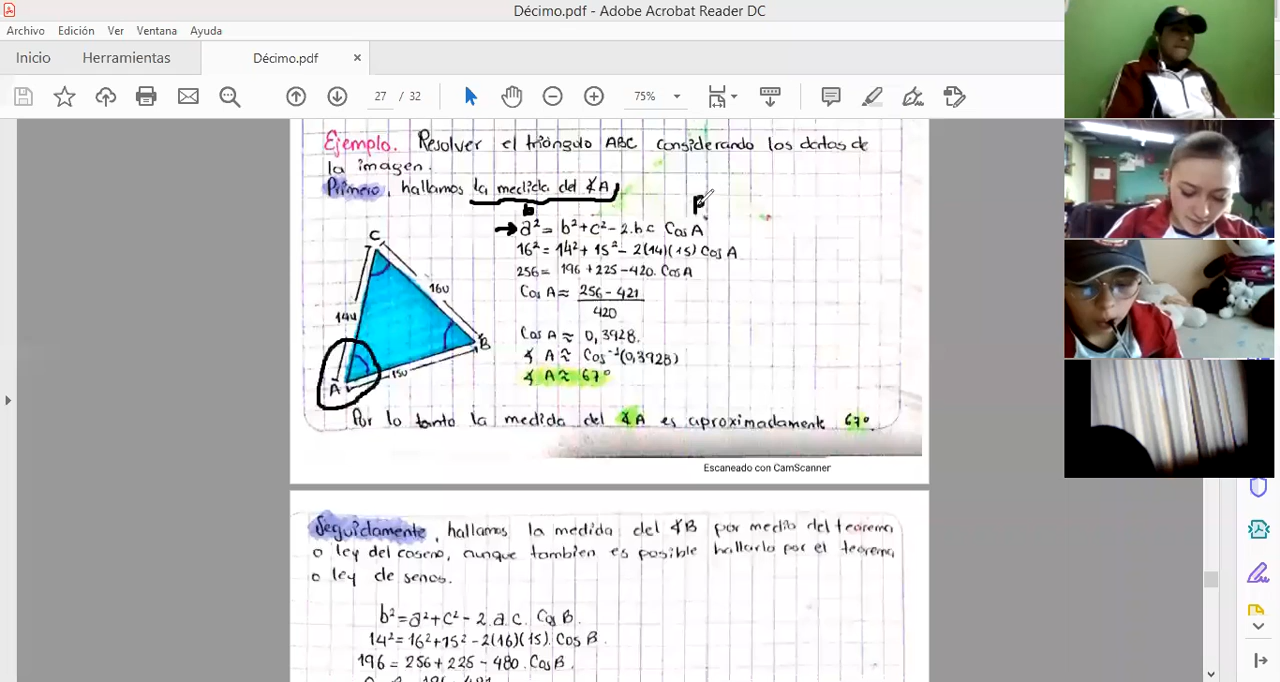 Décimo.pdf - Adobe Acrobat Reader DC
Archivo Edición Ver Ventana Ayuda
Inicio Herramientas Décimo.pdf ×
27 / 32 75%
Ejemplo. Resolver el triángulo ABC considerando los datos de
la imagen.
Primero, hallamos la medida del ∡A
a² = b² + c² - 2.b.c Cos A
16² = 14² + 15² - 2(14)(15) Cos A
256 = 196 + 225 - 420. Cos A
Cos A ≈ 256 - 421
420
Cos A ≈ 0,3928.
∡ A ≈ Cos⁻¹(0,3928)
∡ A ≈ 67°
C
16u
14u
B
15u
A
Por lo tanto la medida del ∡A es aproximadamente 67°
Escaneado con CamScanner
Seguidamente, hallamos la medida del ∡B por medio del teorema
o ley del coseno, aunque tambien es posible hallarlo por el teorema
o ley de senos.
b² = a² + c² - 2.a.c. Cos B.
14² = 16² + 15² - 2(16)(15). Cos B.
196 = 256 + 225 - 480. Cos B.